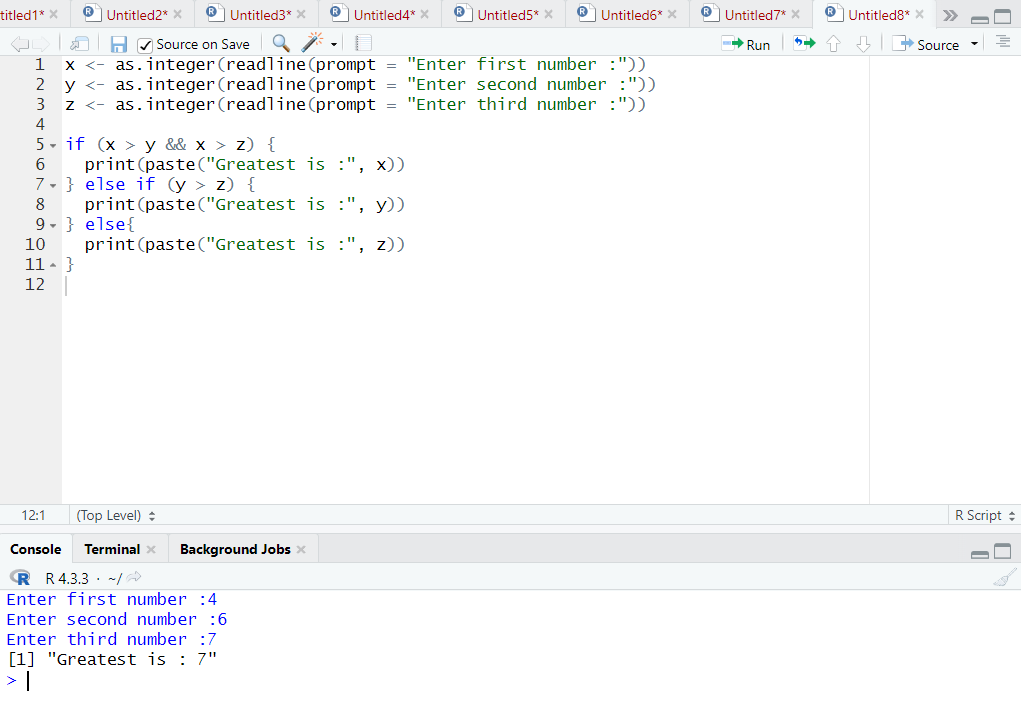 titled1* Untitled2* Untitled3* Untitled4* Untitled5* Untitled6* Untitled7* Untitled8*
Source on Save Run Source
1 x <- as.integer(readline(prompt = "Enter first number :"))
2 y <- as.integer(readline(prompt = "Enter second number :"))
3 z <- as.integer(readline(prompt = "Enter third number :"))
4
5 if (x > y && x > z) {
6   print(paste("Greatest is :", x))
7 } else if (y > z) {
8   print(paste("Greatest is :", y))
9 } else{
10   print(paste("Greatest is :", z))
11 }
12
12:1 (Top Level) R Script
Console Terminal Background Jobs
R R 4.3.3 · ~/
Enter first number :4
Enter second number :6
Enter third number :7
[1] "Greatest is : 7"
>